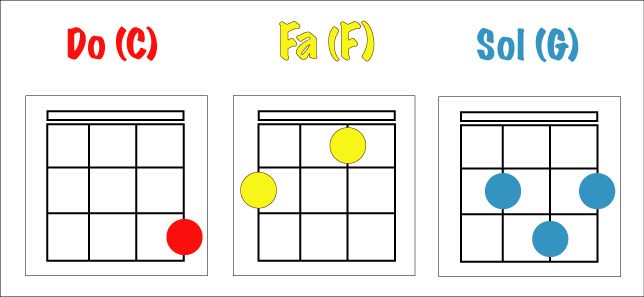 Do (C)
Fa (F)
Sol (G)